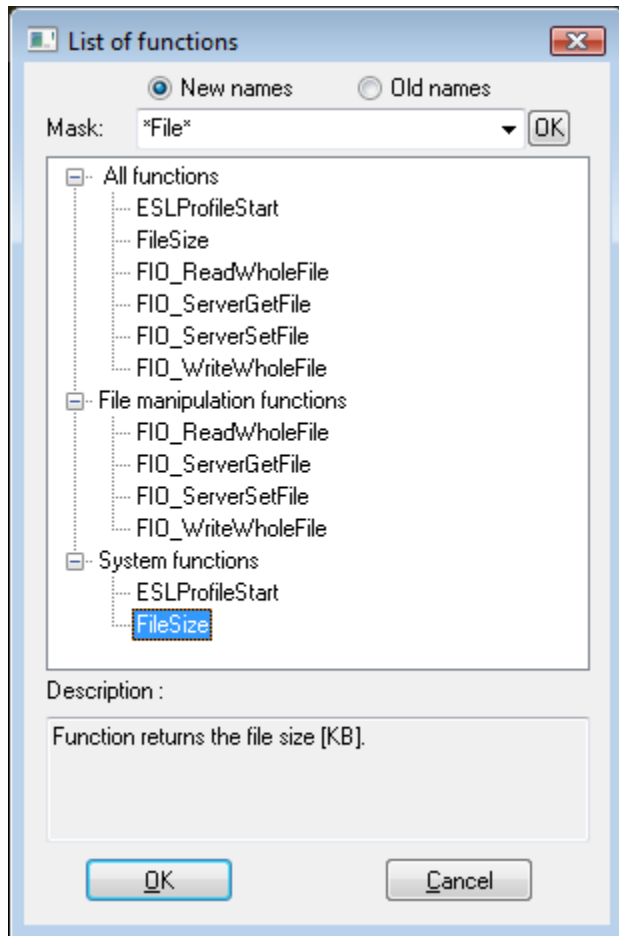 List of functions
New names Old names
Mask: *File* OK
All functions
ESLProfileStart
FileSize
FIO_ReadWholeFile
FIO_ServerGetFile
FIO_ServerSetFile
FIO_WriteWholeFile
File manipulation functions
FIO_ReadWholeFile
FIO_ServerGetFile
FIO_ServerSetFile
FIO_WriteWholeFile
System functions
ESLProfileStart
FileSize
Description :
Function returns the file size [KB].
OK Cancel